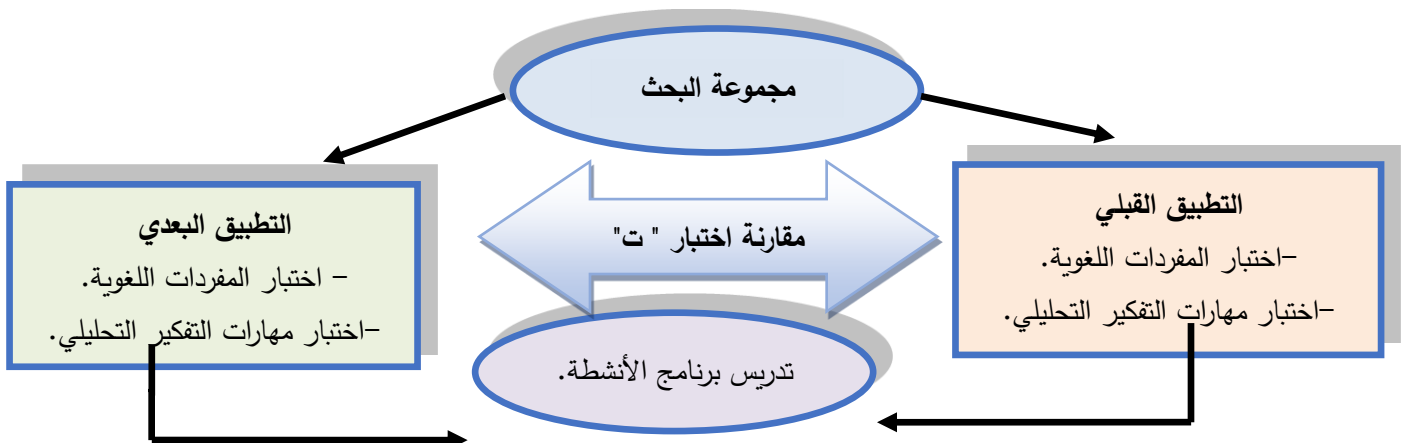 مجموعة البحث
التطبيق القبلي
-اختبار المفردات اللغوية.
-اختبار مهارات التفكير التحليلي.
مقارنة اختبار " ت"
التطبيق البعدي
- اختبار المفردات اللغوية.
-اختبار مهارات التفكير التحليلي.
تدريس برنامج الأنشطة.